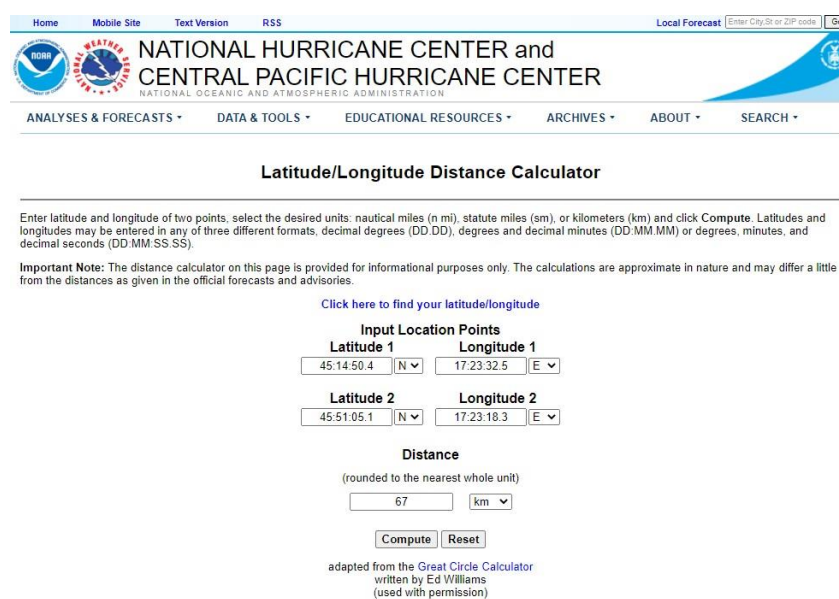 Home Mobile Site Text Version RSS Local Forecast Enter City,St or ZIP code
NOAA
NATIONAL HURRICANE CENTER and
CENTRAL PACIFIC HURRICANE CENTER
NATIONAL OCEANIC AND ATMOSPHERIC ADMINISTRATION
ANALYSES & FORECASTS DATA & TOOLS EDUCATIONAL RESOURCES ARCHIVES ABOUT SEARCH
Latitude/Longitude Distance Calculator
Enter latitude and longitude of two points, select the desired units: nautical miles (n mi), statute miles (sm), or kilometers (km) and click Compute. Latitudes and
longitudes may be entered in any of three different formats, decimal degrees (DD.DD), degrees and decimal minutes (DD:MM.MM) or degrees, minutes, and
decimal seconds (DD:MM:SS.SS).
Important Note: The distance calculator on this page is provided for informational purposes only. The calculations are approximate in nature and may differ a little
from the distances as given in the official forecasts and advisories.
Click here to find your latitude/longitude
Input Location Points
Latitude 1 Longitude 1
45:14:50.4 N 17:23:32.5 E
Latitude 2 Longitude 2
45:51:05.1 N 17:23:18.3 E
Distance
(rounded to the nearest whole unit)
67 km
Compute Reset
adapted from the Great Circle Calculator
written by Ed Williams
(used with permission)